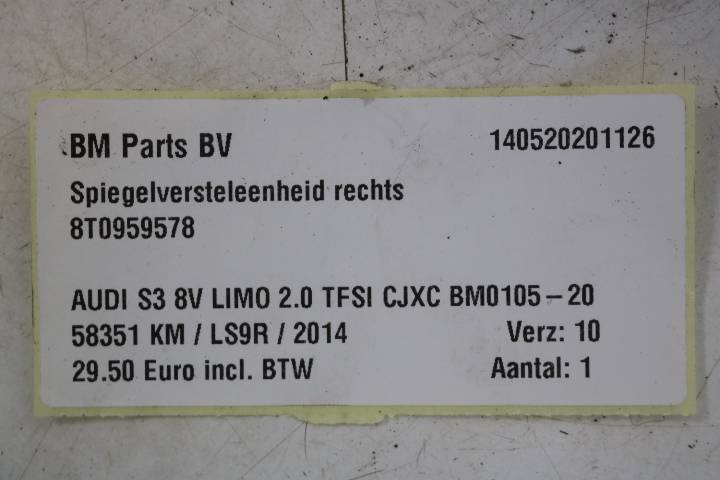 BM Parts BV 140520201126
Spiegelversteleenheid rechts
8T0959578
AUDI S3 8V LIMO 2.0 TFSI CJXC BM0105-20
58351 KM / LS9R / 2014 Verz: 10
29.50 Euro incl. BTW Aantal: 1